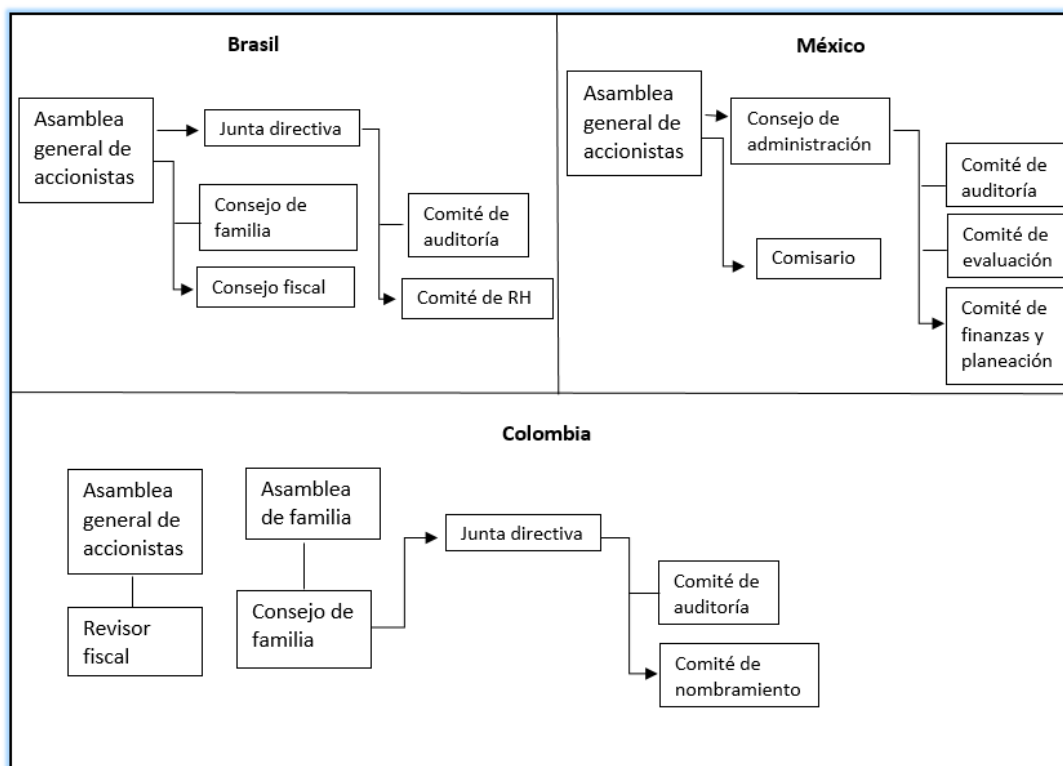 Brasil
Asamblea
general de
accionistas
Junta directiva
Consejo de
familia
Consejo fiscal
Comité de
auditoría
Comité de RH
México
Asamblea
general de
accionistas
Consejo de
administración
Comisario
Comité de
auditoría
Comité de
evaluación
Comité de
finanzas y
planeación
Colombia
Asamblea
general de
accionistas
Revisor
fiscal
Asamblea
de familia
Consejo de
familia
Junta directiva
Comité de
auditoría
Comité de
nombramiento